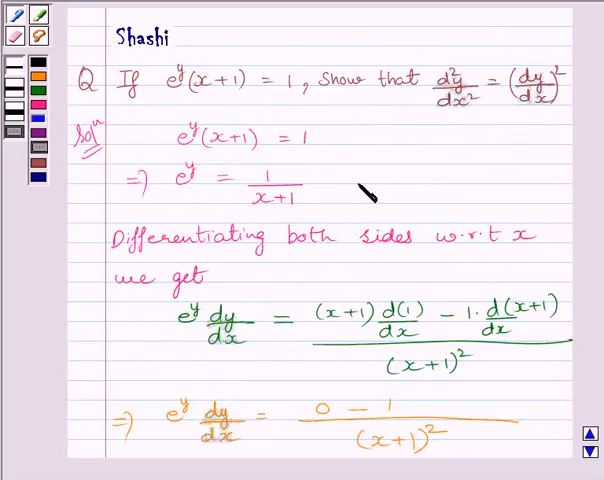 Shashi
Q If e^y(x+1) = 1, Show that d²y/dx² = (dy/dx)²
Solⁿ e^y(x+1) = 1
⇒ e^y = 1/(x+1)
Differentiating both sides w.r.t x
we get
e^y dy/dx = ((x+1) d(1)/dx - 1. d(x+1)/dx)/(x+1)²
⇒ e^y dy/dx = (0 - 1)/(x+1)²